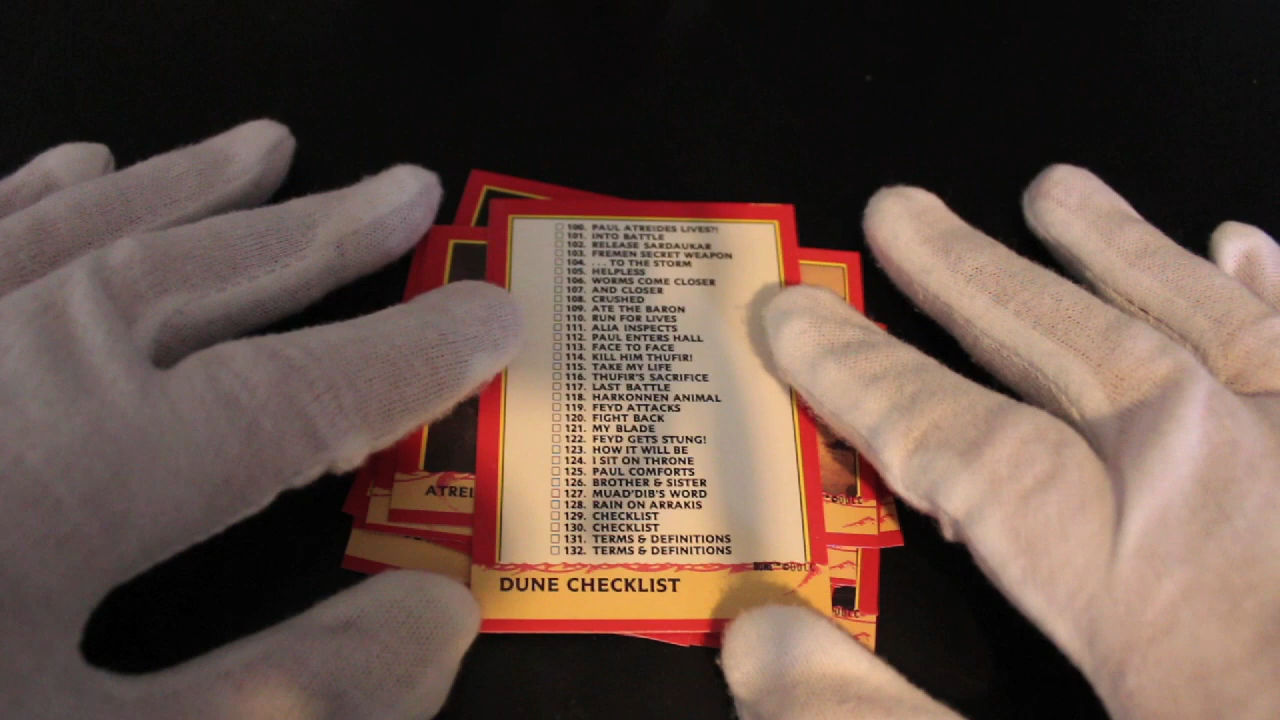 ☐ 100. PAUL ATREIDES LIVES?!
☐ 101. INTO BATTLE
☐ 102. RELEASE SARDAUKAR
☐ 103. FREMEN SECRET WEAPON
☐ 104. . . . TO THE STORM
☐ 105. HELPLESS
☐ 106. WORMS COME CLOSER
☐ 107. AND CLOSER
☐ 108. CRUSHED
☐ 109. ATE THE BARON
☐ 110. RUN FOR LIVES
☐ 111. ALIA INSPECTS
☐ 112. PAUL ENTERS HALL
☐ 113. FACE TO FACE
☐ 114. KILL HIM THUFIR!
☐ 115. TAKE MY LIFE
☐ 116. THUFIR'S SACRIFICE
☐ 117. LAST BATTLE
☐ 118. HARKONNEN ANIMAL
☐ 119. FEYD ATTACKS
☐ 120. FIGHT BACK
☐ 121. MY BLADE
☐ 122. FEYD GETS STUNG!
☐ 123. HOW IT WILL BE
☐ 124. I SIT ON THRONE
☐ 125. PAUL COMFORTS
☐ 126. BROTHER & SISTER
☐ 127. MUAD'DIB'S WORD
☐ 128. RAIN ON ARRAKIS
☐ 129. CHECKLIST
☐ 130. CHECKLIST
☐ 131. TERMS & DEFINITIONS
☐ 132. TERMS & DEFINITIONS
DUNE
DUNE CHECKLIST
ATREI